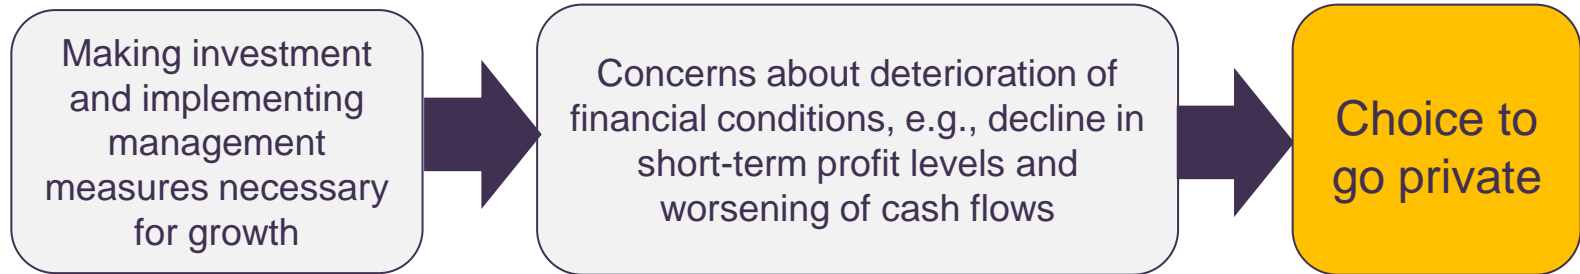 Making investment
and implementing
management
measures necessary
for growth
Concerns about deterioration of
financial conditions, e.g., decline in
short-term profit levels and
worsening of cash flows
Choice to
go private